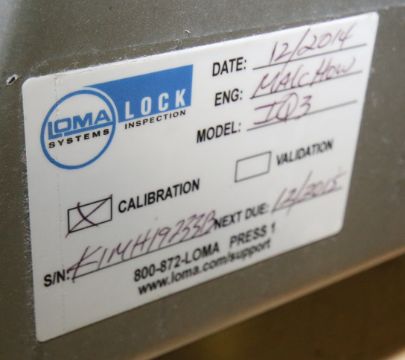 LOMA SYSTEMS
LOCK INSPECTION
DATE: 12/2014
ENG: MALCHOW
MODEL: IQ3
CALIBRATION
VALIDATION
S/N: K1MH19733B NEXT DUE: 12/2015
800-872-LOMA PRESS 1
www.loma.com/support